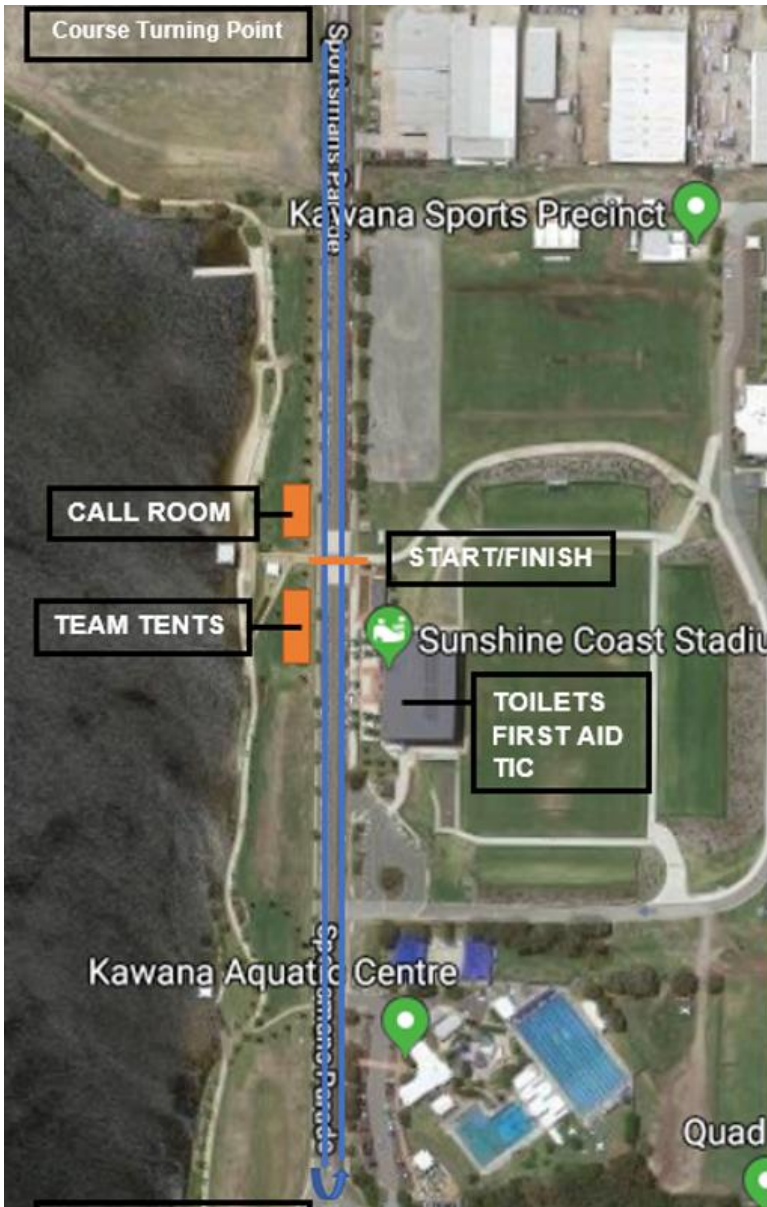 Course Turning Point
Sportsmans Parade
Kawana Sports Precinct
CALL ROOM
START/FINISH
TEAM TENTS
Sunshine Coast Stadiu
TOILETS
FIRST AID
TIC
Kawana Aquatic Centre
Sportsmans Parade
Quad